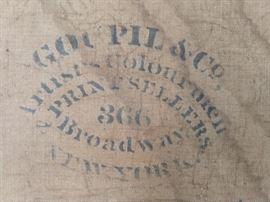 GOUPIL & Co.
Artists Colourmen
& PRINTSELLERS
366
Broadway
NEW YORK